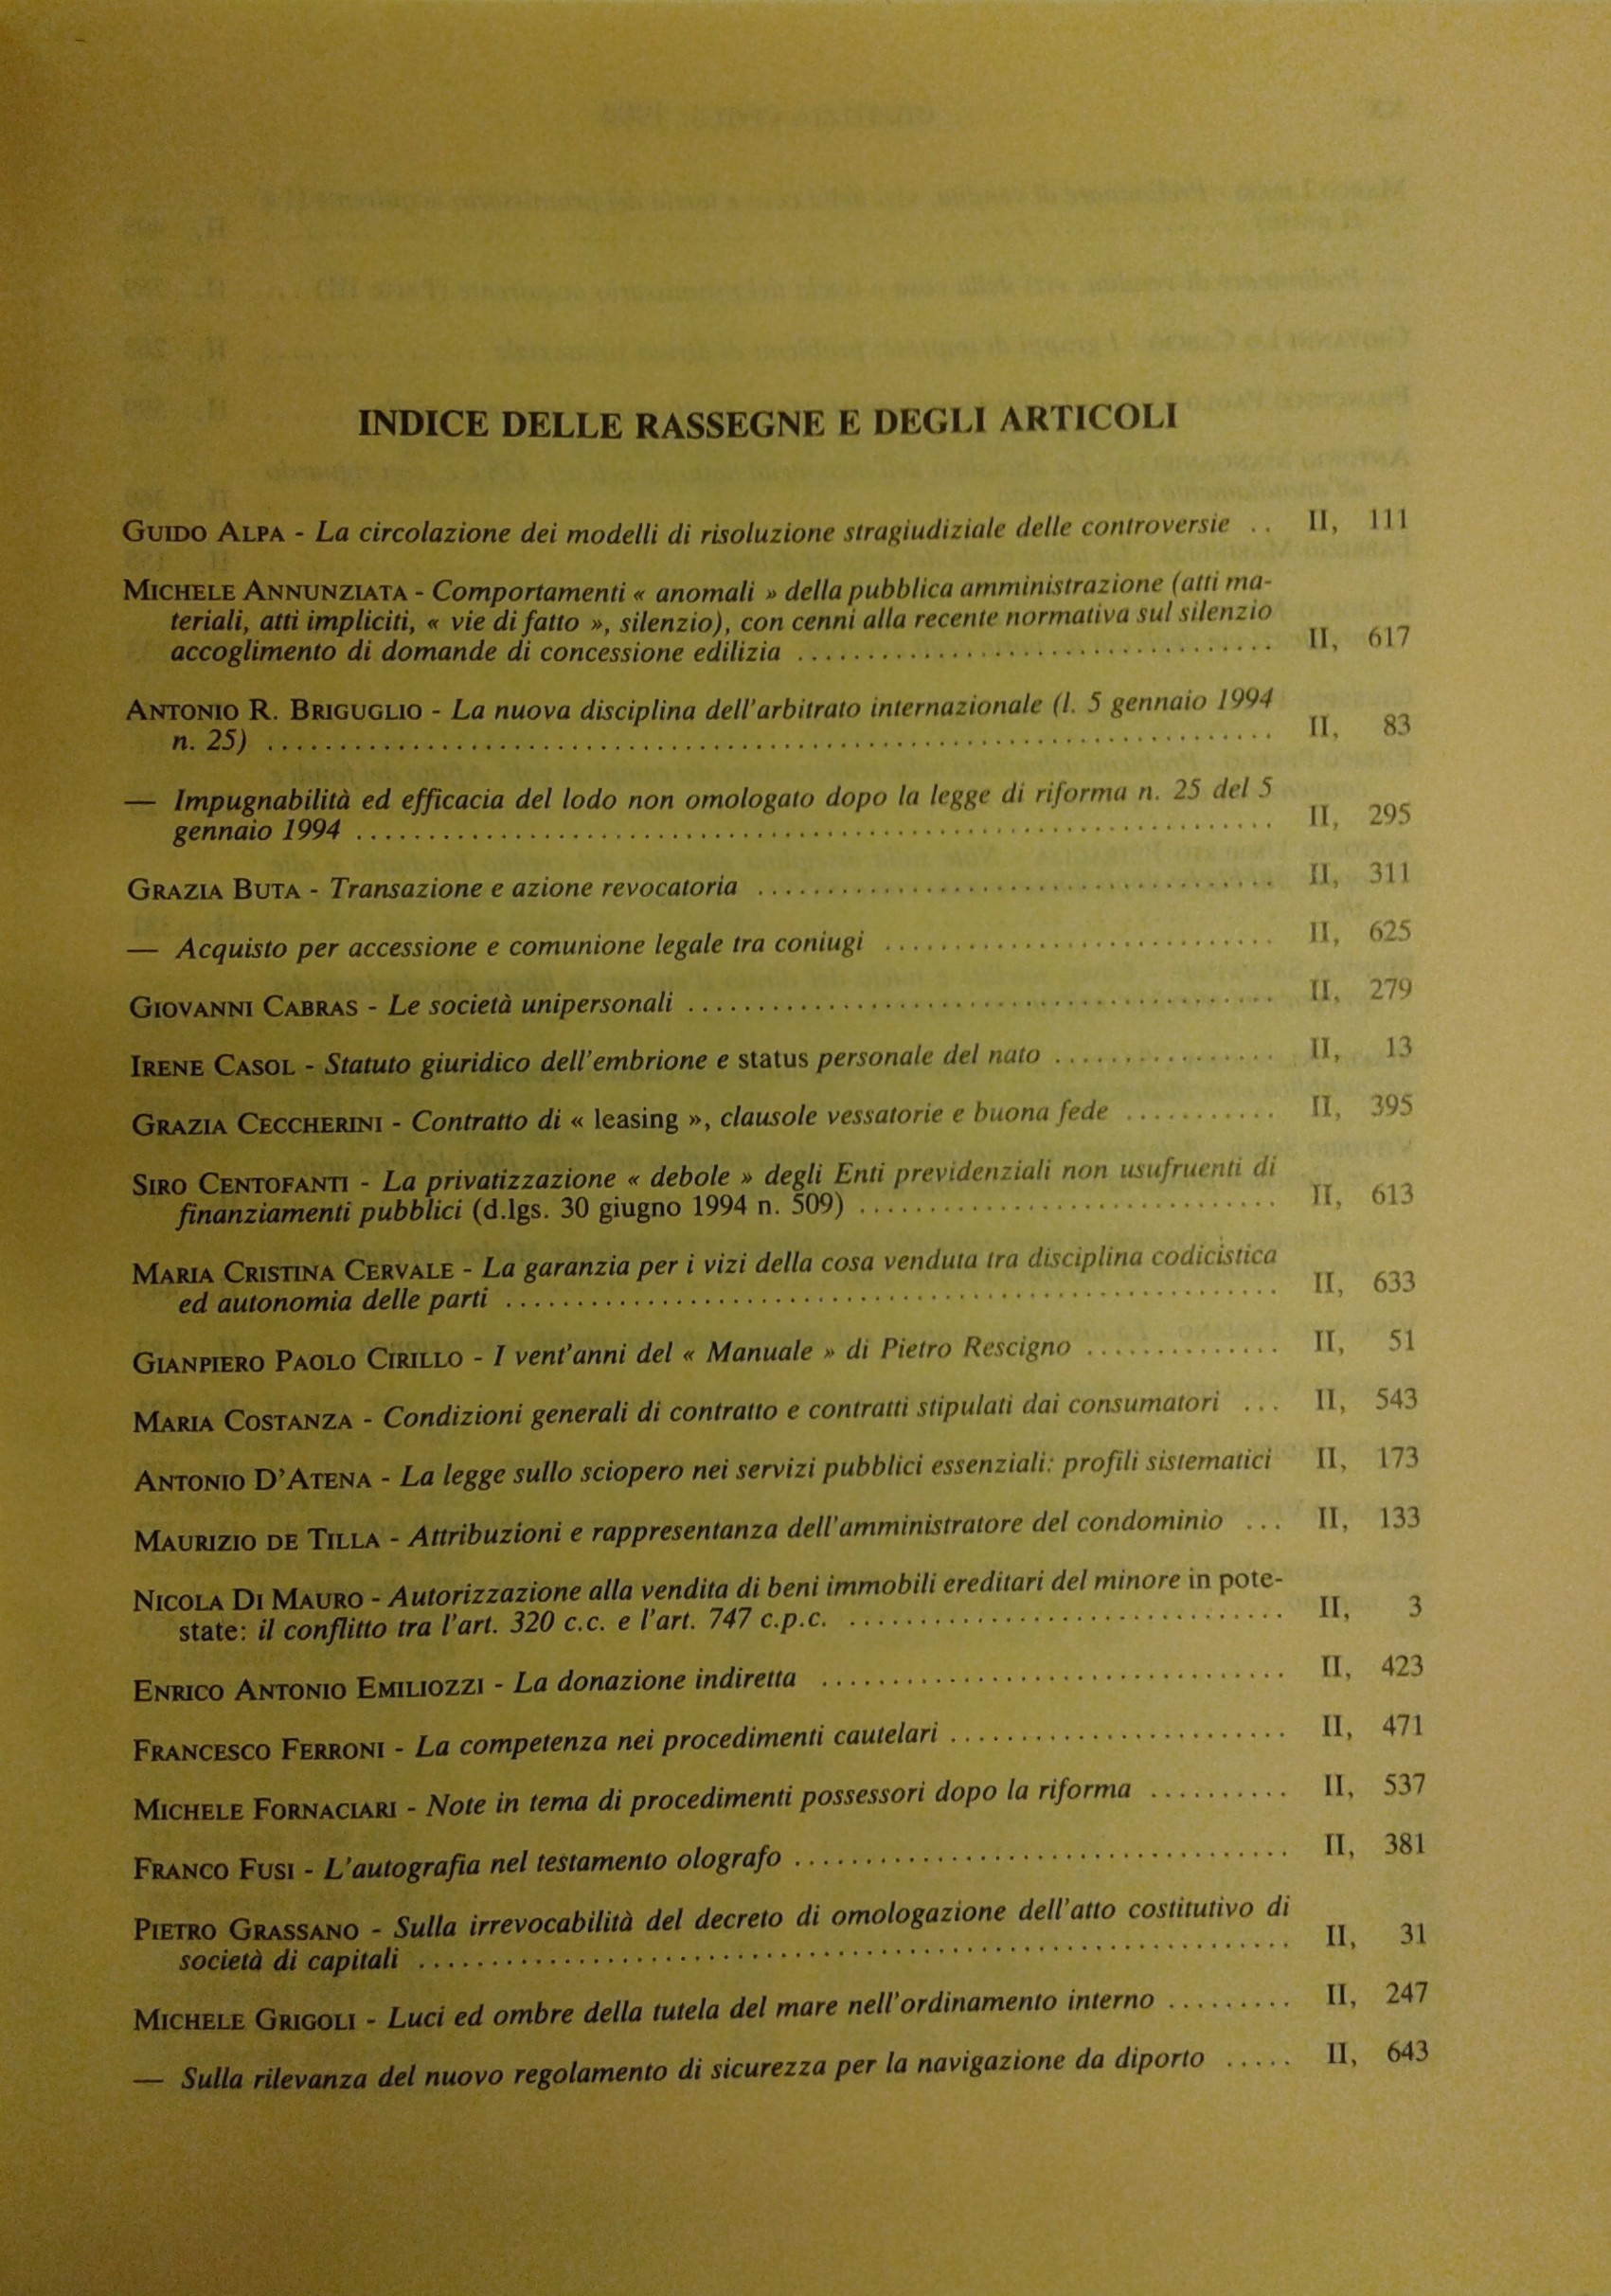 INDICE DELLE RASSEGNE E DEGLI ARTICOLI
GUIDO ALPA - La circolazione dei modelli di risoluzione stragiudiziale delle controversie .. II, 111
MICHELE ANNUNZIATA - Comportamenti « anomali » della pubblica amministrazione (atti ma-
teriali, atti impliciti, « vie di fatto », silenzio), con cenni alla recente normativa sul silenzio
accoglimento di domande di concessione edilizia .................................. II, 617
ANTONIO R. BRIGUGLIO - La nuova disciplina dell'arbitrato internazionale (l. 5 gennaio 1994
n. 25) ........................................................................ II, 83
— Impugnabilità ed efficacia del lodo non omologato dopo la legge di riforma n. 25 del 5
gennaio 1994 .................................................................. II, 295
GRAZIA BUTA - Transazione e azione revocatoria ..................................... II, 311
— Acquisto per accessione e comunione legale tra coniugi ............................ II, 625
GIOVANNI CABRAS - Le società unipersonali .......................................... II, 279
IRENE CASOL - Statuto giuridico dell'embrione e status personale del nato ................ II, 13
GRAZIA CECCHERINI - Contratto di « leasing », clausole vessatorie e buona fede ........... II, 395
SIRO CENTOFANTI - La privatizzazione « debole » degli Enti previdenziali non usufruenti di
finanziamenti pubblici (d.lgs. 30 giugno 1994 n. 509) .............................. II, 613
MARIA CRISTINA CERVALE - La garanzia per i vizi della cosa venduta tra disciplina codicistica
ed autonomia delle parti ....................................................... II, 633
GIANPIERO PAOLO CIRILLO - I vent'anni del « Manuale » di Pietro Rescigno .............. II, 51
MARIA COSTANZA - Condizioni generali di contratto e contratti stipulati dai consumatori ... II, 543
ANTONIO D'ATENA - La legge sullo sciopero nei servizi pubblici essenziali: profili sistematici II, 173
MAURIZIO DE TILLA - Attribuzioni e rappresentanza dell'amministratore del condominio ... II, 133
NICOLA DI MAURO - Autorizzazione alla vendita di beni immobili ereditari del minore in pote-
state: il conflitto tra l'art. 320 c.c. e l'art. 747 c.p.c. ............................... II, 3
ENRICO ANTONIO EMILIOZZI - La donazione indiretta ................................. II, 423
FRANCESCO FERRONI - La competenza nei procedimenti cautelari ........................ II, 471
MICHELE FORNACIARI - Note in tema di procedimenti possessori dopo la riforma .......... II, 537
FRANCO FUSI - L'autografia nel testamento olografo ................................... II, 381
PIETRO GRASSANO - Sulla irrevocabilità del decreto di omologazione dell'atto costitutivo di
società di capitali .............................................................. II, 31
MICHELE GRIGOLI - Luci ed ombre della tutela del mare nell'ordinamento interno ......... II, 247
— Sulla rilevanza del nuovo regolamento di sicurezza per la navigazione da diporto ..... II, 643